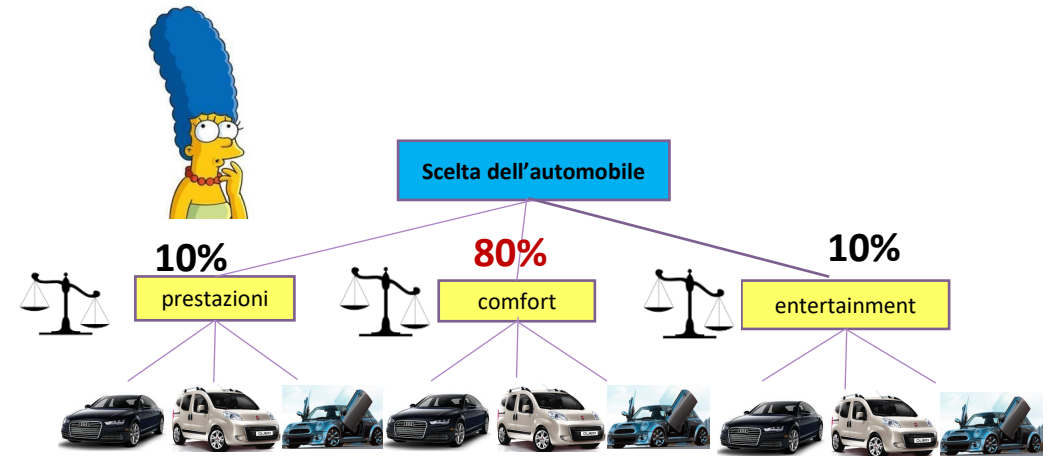 Scelta dell'automobile
10%
80%
10%
prestazioni
comfort
entertainment